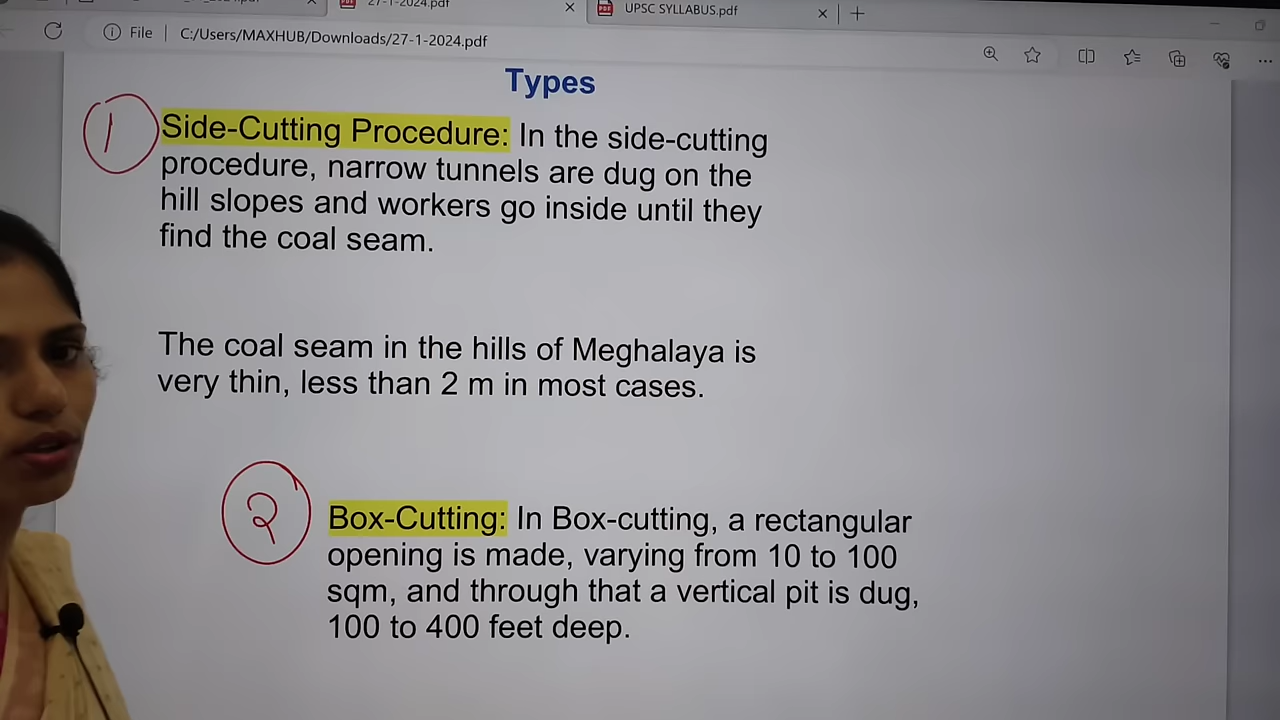 27-1-2024.pdf
UPSC SYLLABUS.pdf
File
C:/Users/MAXHUB/Downloads/27-1-2024.pdf
Types
1
Side-Cutting Procedure: In the side-cutting
procedure, narrow tunnels are dug on the
hill slopes and workers go inside until they
find the coal seam.
The coal seam in the hills of Meghalaya is
very thin, less than 2 m in most cases.
2
Box-Cutting: In Box-cutting, a rectangular
opening is made, varying from 10 to 100
sqm, and through that a vertical pit is dug,
100 to 400 feet deep.